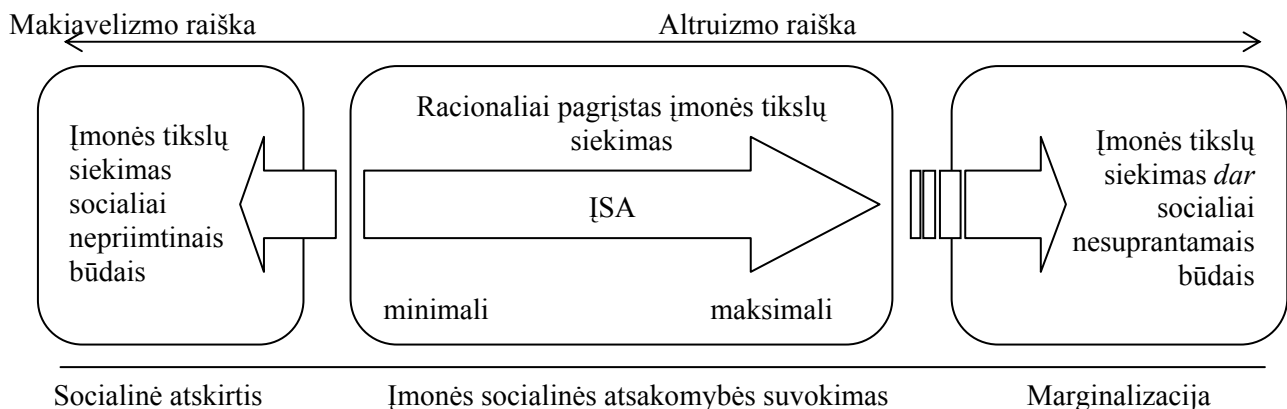 Makiavelizmo raiška
Altruizmo raiška
Įmonės tikslų
siekimas
socialiai
nepriimtinais
būdais
Racionaliai pagrįstas įmonės tikslų
siekimas
ĮSA
minimali
maksimali
Įmonės tikslų
siekimas dar
socialiai
nesuprantamais
būdais
Socialinė atskirtis
Įmonės socialinės atsakomybės suvokimas
Marginalizacija